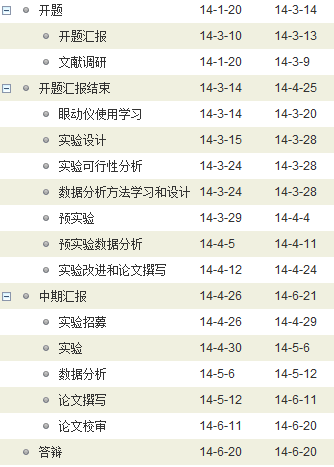 开题 14-1-20 14-3-14
开题汇报 14-3-10 14-3-13
文献调研 14-1-20 14-3-9
开题汇报结束 14-3-14 14-4-25
眼动仪使用学习 14-3-14 14-3-20
实验设计 14-3-15 14-3-28
实验可行性分析 14-3-24 14-3-28
数据分析方法学习和设计 14-3-24 14-3-28
预实验 14-3-29 14-4-4
预实验数据分析 14-4-5 14-4-11
实验改进和论文撰写 14-4-12 14-4-24
中期汇报 14-4-26 14-6-21
实验招募 14-4-26 14-4-29
实验 14-4-30 14-5-6
数据分析 14-5-6 14-5-12
论文撰写 14-5-12 14-6-11
论文校审 14-6-11 14-6-20
答辩 14-6-20 14-6-20